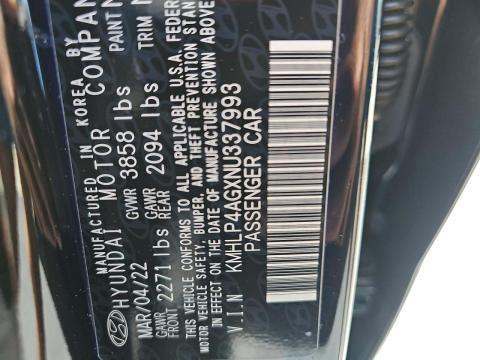 MANUFACTURED IN KOREA BY
HYUNDAI MOTOR COMPAN
MAR/04/22 GVWR 3858 lbs PAINT
GAWR FRONT 2271 lbs GAWR REAR 2094 lbs TRIM
THIS VEHICLE CONFORMS TO ALL APPLICABLE U.S.A. FEDER
MOTOR VEHICLE SAFETY, BUMPER, AND THEFT PREVENTION STAN
IN EFFECT ON THE DATE OF MANUFACTURE SHOWN ABOVE
V.I.N KMHLP4AGXNU337993
PASSENGER CAR